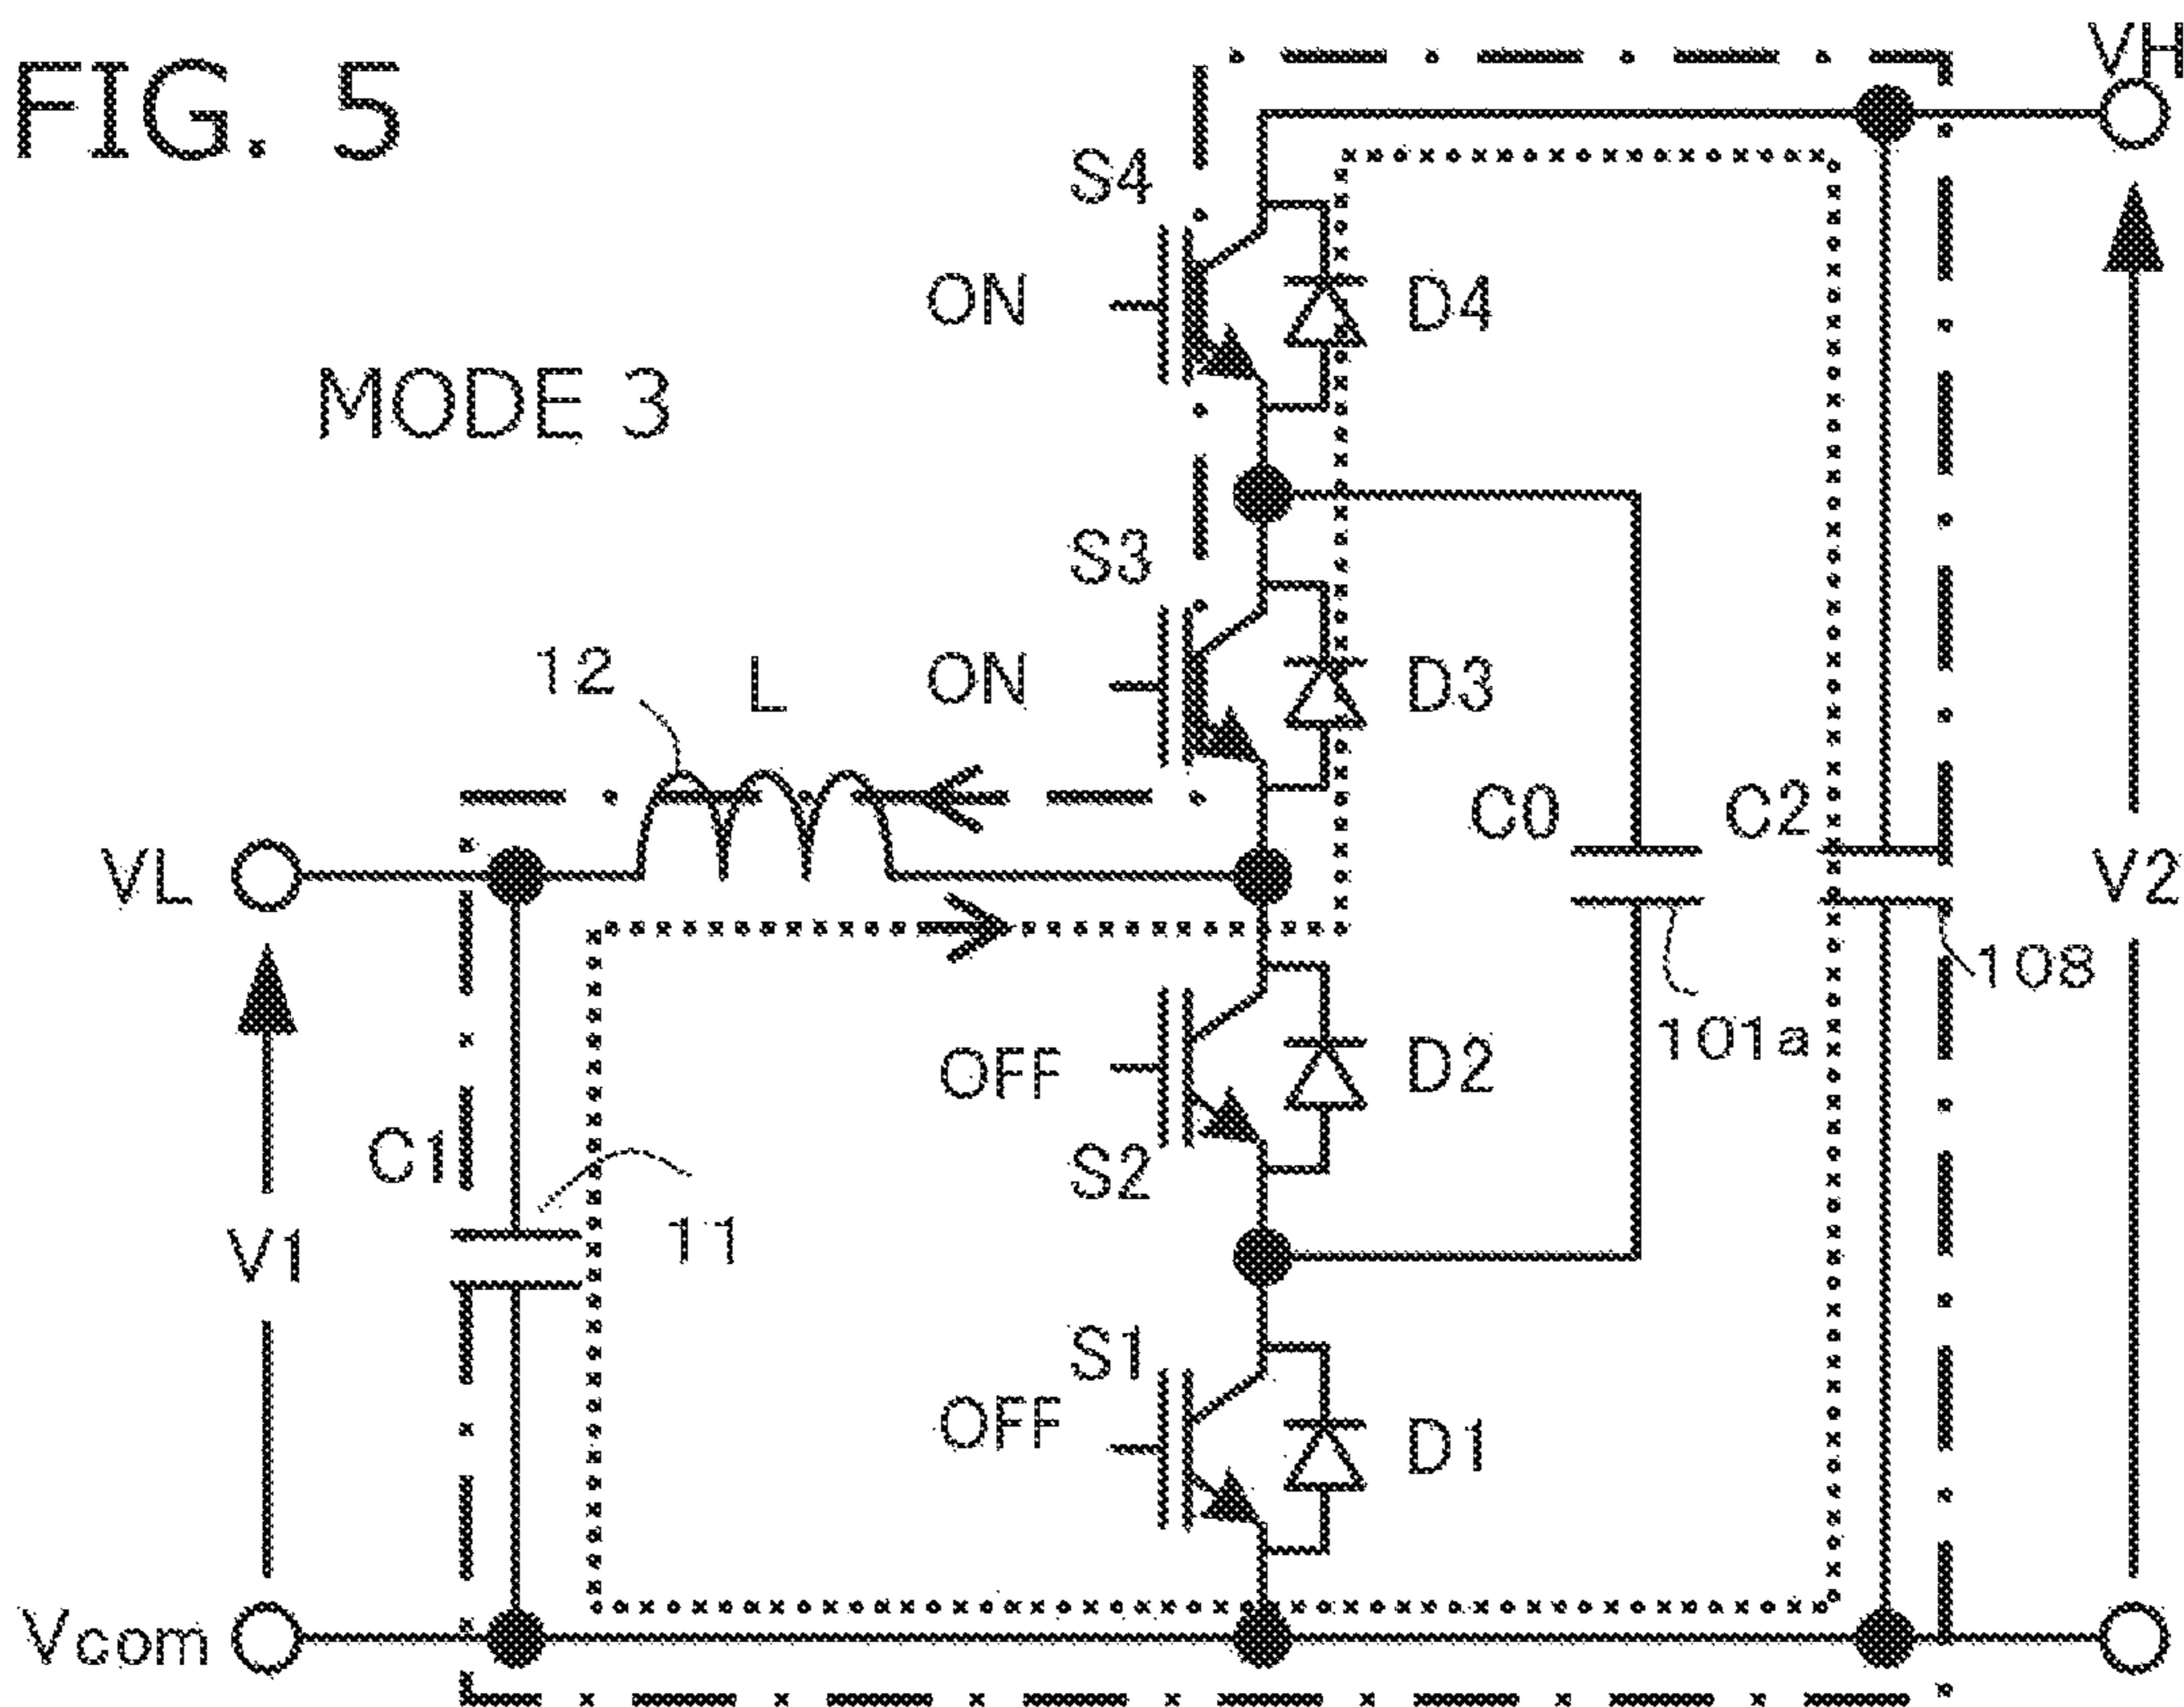 FIG. 5
VH
S4
ON
D4
MODE 3
S3
12
L
ON
D3
C0
C2
VL
V2
108
101a
OFF
D2
C1
S2
V1
11
S1
OFF
D1
Vcom